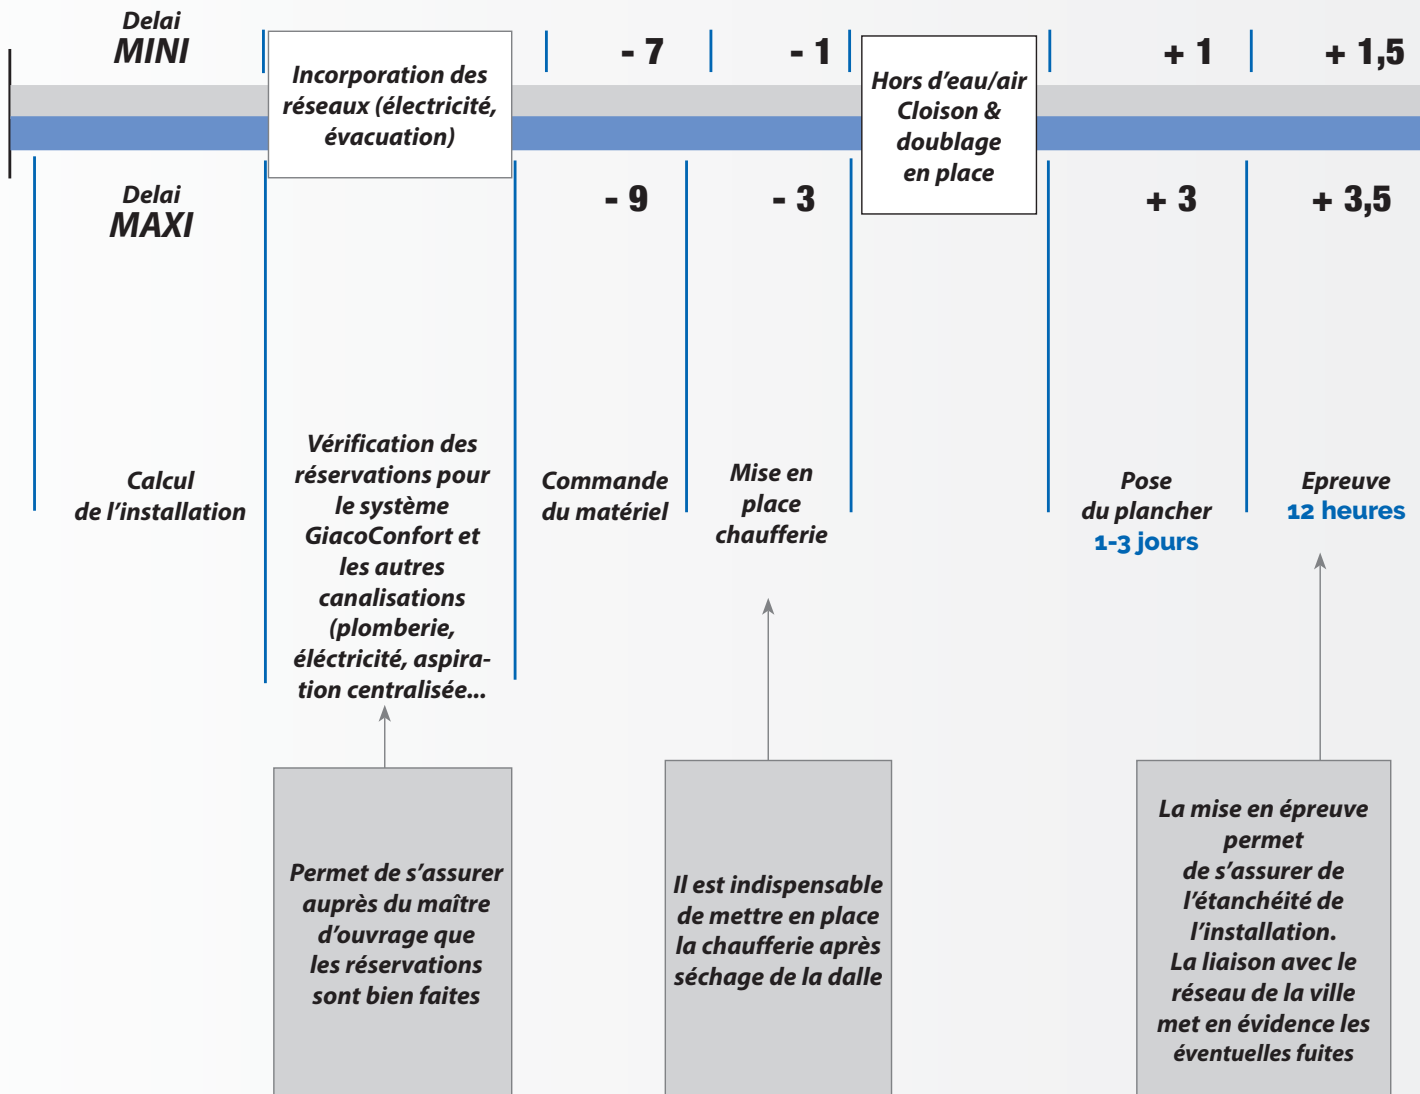 Delai
MINI
Incorporation des
réseaux (électricité,
évacuation)
- 7
- 1
Hors d'eau/air
Cloison &
doublage
en place
+ 1
+ 1,5
Delai
MAXI
- 9
- 3
+ 3
+ 3,5
Calcul
de l'installation
Vérification des
réservations pour
le système
GiacoConfort et
les autres
canalisations
(plomberie,
éléctricité, aspira-
tion centralisée...
Commande
du matériel
Mise en
place
chaufferie
Pose
du plancher
1-3 jours
Epreuve
12 heures
Permet de s'assurer
auprès du maître
d'ouvrage que
les réservations
sont bien faites
Il est indispensable
de mettre en place
la chaufferie après
séchage de la dalle
La mise en épreuve
permet
de s'assurer de
l'étanchéité de
l'installation.
La liaison avec le
réseau de la ville
met en évidence les
éventuelles fuites